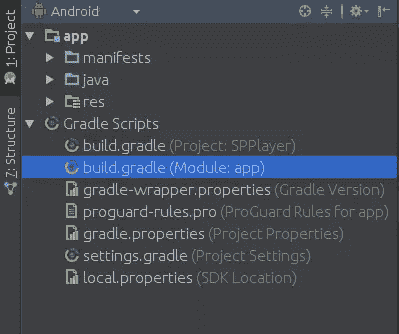 Android
1: Project
7: Structure
app
manifests
java
res
Gradle Scripts
build.gradle (Project: SPPlayer)
build.gradle (Module: app)
gradle-wrapper.properties (Gradle Version)
proguard-rules.pro (ProGuard Rules for app)
gradle.properties (Project Properties)
settings.gradle (Project Settings)
local.properties (SDK Location)